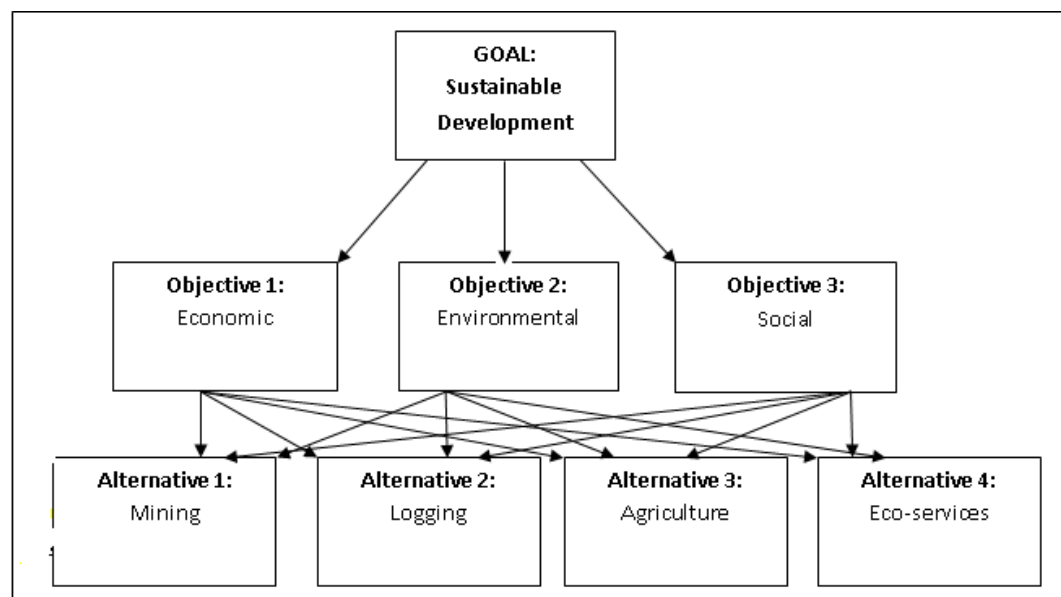 GOAL:
Sustainable
Development
Objective 1:
Economic
Objective 2:
Environmental
Objective 3:
Social
Alternative 1:
Mining
Alternative 2:
Logging
Alternative 3:
Agriculture
Alternative 4:
Eco-services